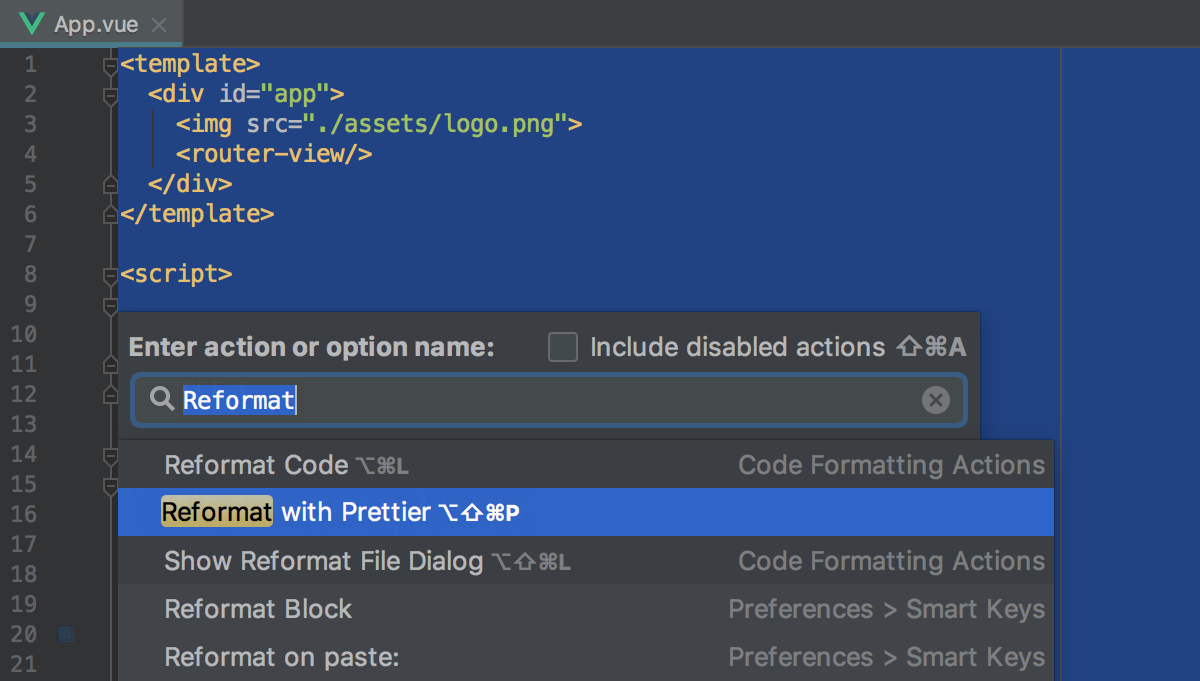 App.vue
1 <template>
2 <div id="app">
3 <img src="./assets/logo.png">
4 <router-view/>
5 </div>
6 </template>
7
8 <script>
9
10
11
12
13
14
15
16
17
18
19
20
21
Enter action or option name: Include disabled actions ⇧⌘A
Reformat
Reformat Code ⌥⌘L Code Formatting Actions
Reformat with Prettier ⌥⇧⌘P
Show Reformat File Dialog ⌥⇧⌘L Code Formatting Actions
Reformat Block Preferences > Smart Keys
Reformat on paste: Preferences > Smart Keys